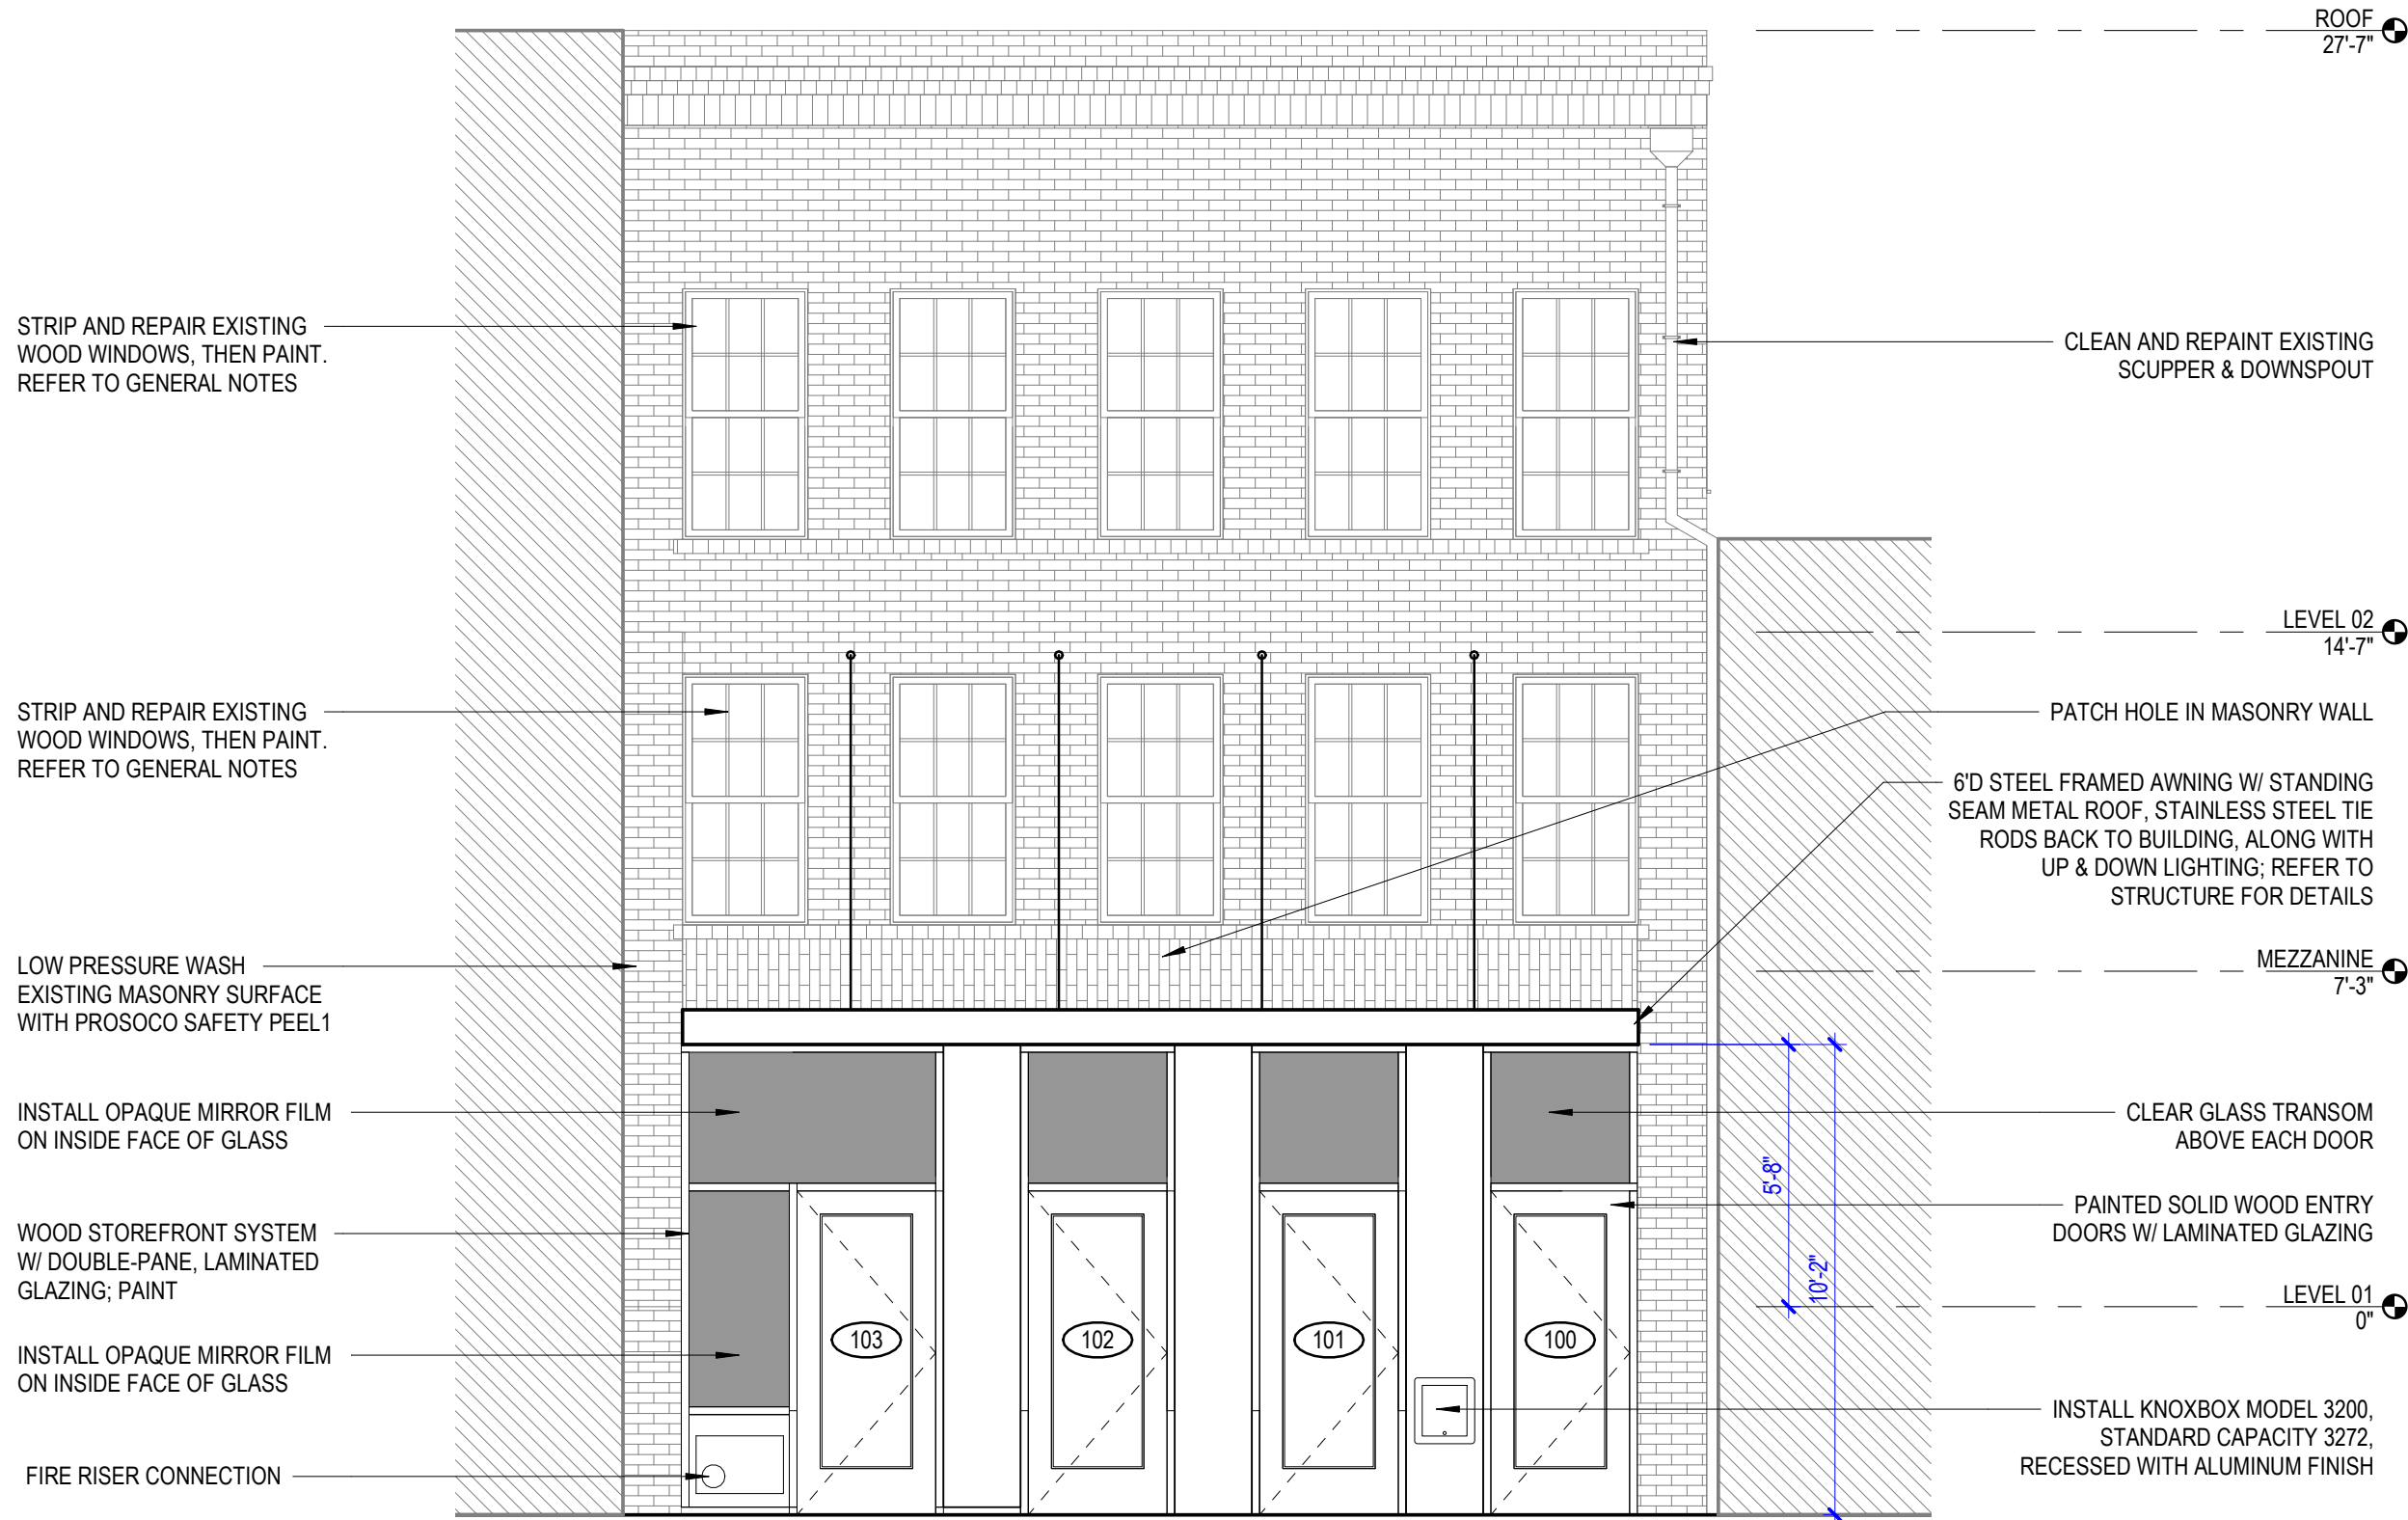 ROOF
27'-7"
STRIP AND REPAIR EXISTING
WOOD WINDOWS, THEN PAINT.
REFER TO GENERAL NOTES
CLEAN AND REPAINT EXISTING
SCUPPER & DOWNSPOUT
LEVEL 02
14'-7"
STRIP AND REPAIR EXISTING
WOOD WINDOWS, THEN PAINT.
REFER TO GENERAL NOTES
PATCH HOLE IN MASONRY WALL
6'D STEEL FRAMED AWNING W/ STANDING
SEAM METAL ROOF, STAINLESS STEEL TIE
RODS BACK TO BUILDING, ALONG WITH
UP & DOWN LIGHTING; REFER TO
STRUCTURE FOR DETAILS
LOW PRESSURE WASH
EXISTING MASONRY SURFACE
WITH PROSOCO SAFETY PEEL1
MEZZANINE
7'-3"
INSTALL OPAQUE MIRROR FILM
ON INSIDE FACE OF GLASS
CLEAR GLASS TRANSOM
ABOVE EACH DOOR
5'-8"
WOOD STOREFRONT SYSTEM
W/ DOUBLE-PANE, LAMINATED
GLAZING; PAINT
PAINTED SOLID WOOD ENTRY
DOORS W/ LAMINATED GLAZING
10'-2"
LEVEL 01
0"
103
102
101
100
INSTALL OPAQUE MIRROR FILM
ON INSIDE FACE OF GLASS
INSTALL KNOXBOX MODEL 3200,
STANDARD CAPACITY 3272,
RECESSED WITH ALUMINUM FINISH
FIRE RISER CONNECTION